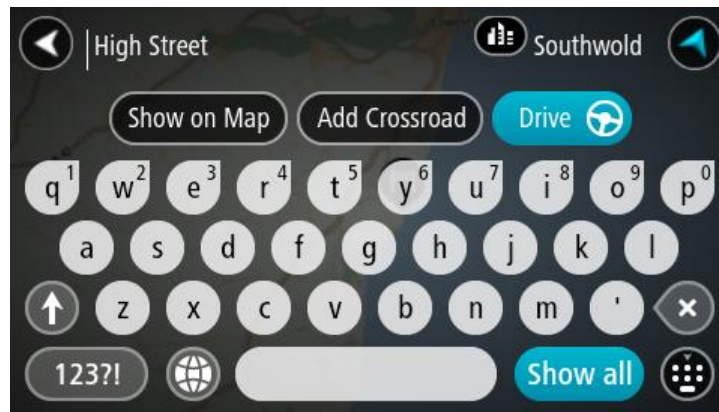 High Street Southwold
Show on Map Add Crossroad Drive
q1 w2 e3 r4 t5 y6 u7 i8 o9 p0
a s d f g h j k l
z x c v b n m '
123?! Show all